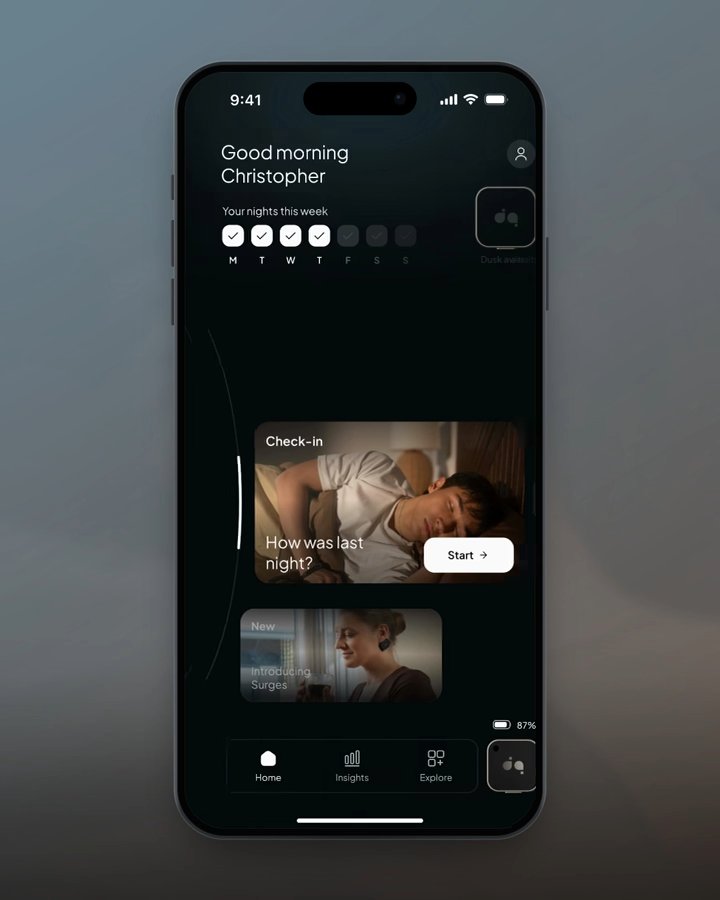 9:41
Good morning
Christopher
Your nights this week
M T W T F S S
Dusk
Check-in
How was last
night?
Start →
New
Introducing
Surges
87%
Home Insights Explore